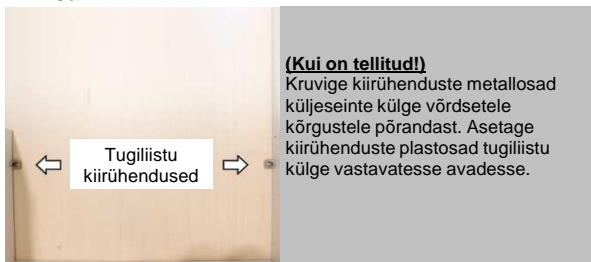 Tugiliistu
kiirühendused
(Kui on tellitud!)
Kruvige kiirühenduste metallosad
küljeseinte külge võrdsetele
kõrgustele põrandast. Asetage
kiirühenduste plastosad tugiliistu
külge vastavatesse avadesse.